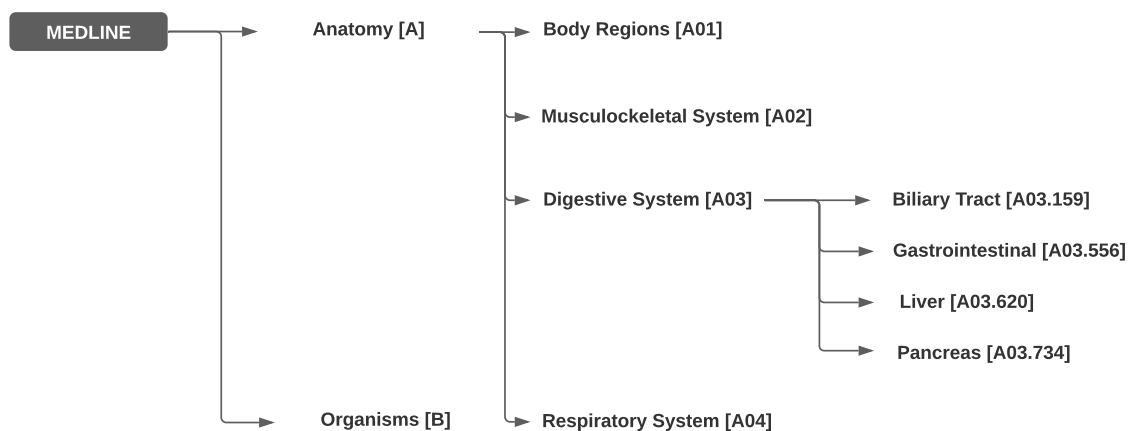 MEDLINE
Anatomy [A]
Body Regions [A01]
Musculockeletal System [A02]
Digestive System [A03]
Biliary Tract [A03.159]
Gastrointestinal [A03.556]
Liver [A03.620]
Pancreas [A03.734]
Organisms [B]
Respiratory System [A04]